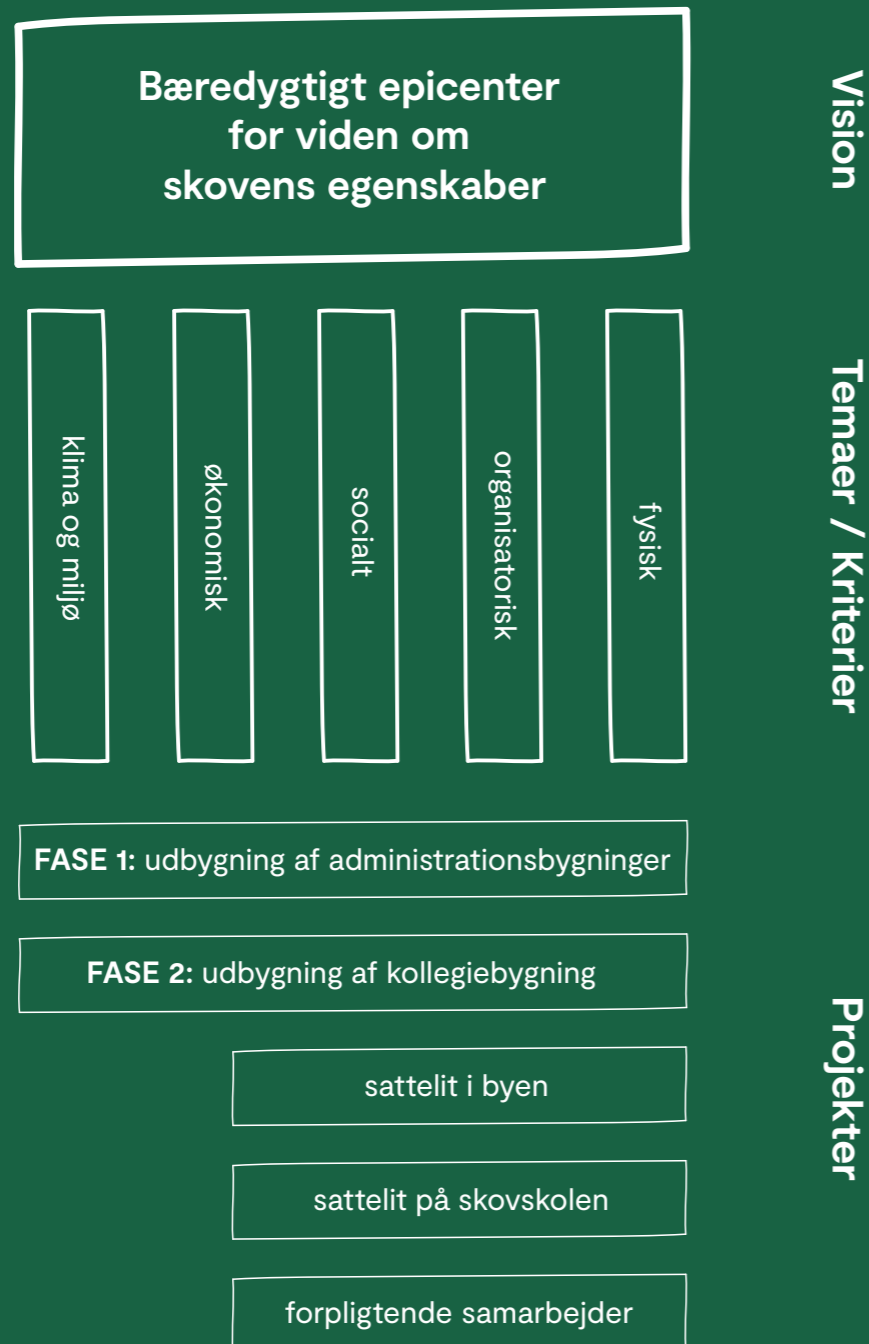 Bæredygtigt epicenter
for viden om
skovens egenskaber
Vision
klima og miljø
økonomisk
socialt
organisatorisk
fysisk
Temaer / Kriterier
FASE 1: udbygning af administrationsbygninger
FASE 2: udbygning af kollegiebygning
sattelit i byen
sattelit på skovskolen
forpligtende samarbejder
Projekter